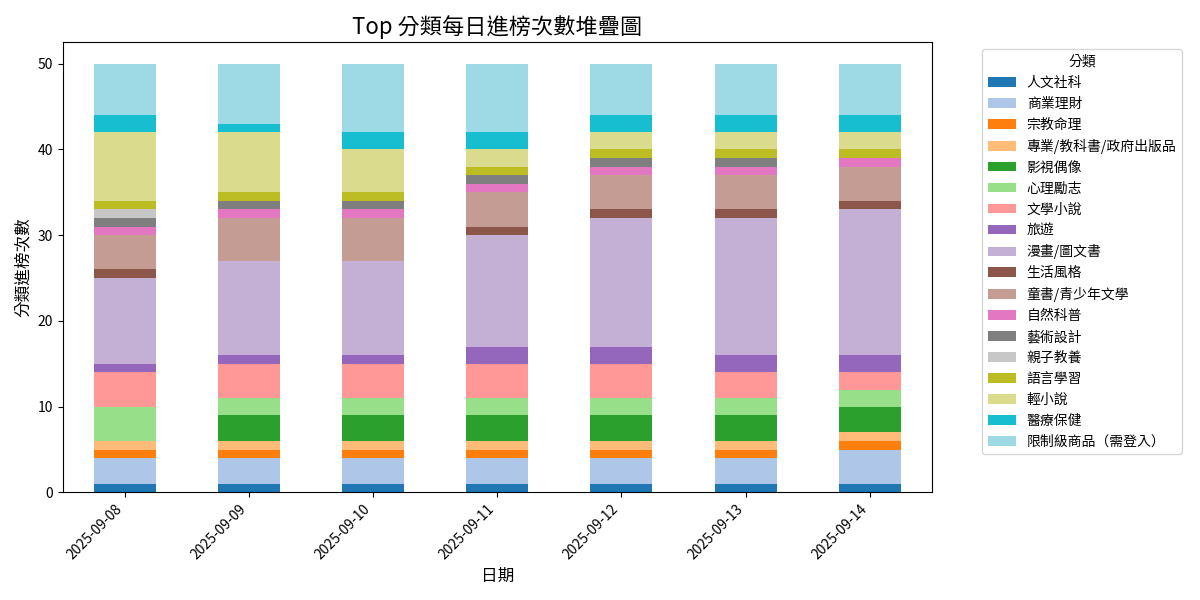 Top 分類每日進榜次數堆疊圖
分類進榜次數
50
40
30
20
10
0
2025-09-08
2025-09-09
2025-09-10
2025-09-11
2025-09-12
2025-09-13
2025-09-14
日期
分類
人文社科
商業理財
宗教命理
專業/教科書/政府出版品
影視偶像
心理勵志
文學小說
旅遊
漫畫/圖文書
生活風格
童書/青少年文學
自然科普
藝術設計
親子教養
語言學習
輕小說
醫療保健
限制級商品（需登入）